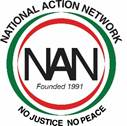 NATIONAL ACTION NETWORK
NAN
Founded 1991
NO JUSTICE NO PEACE